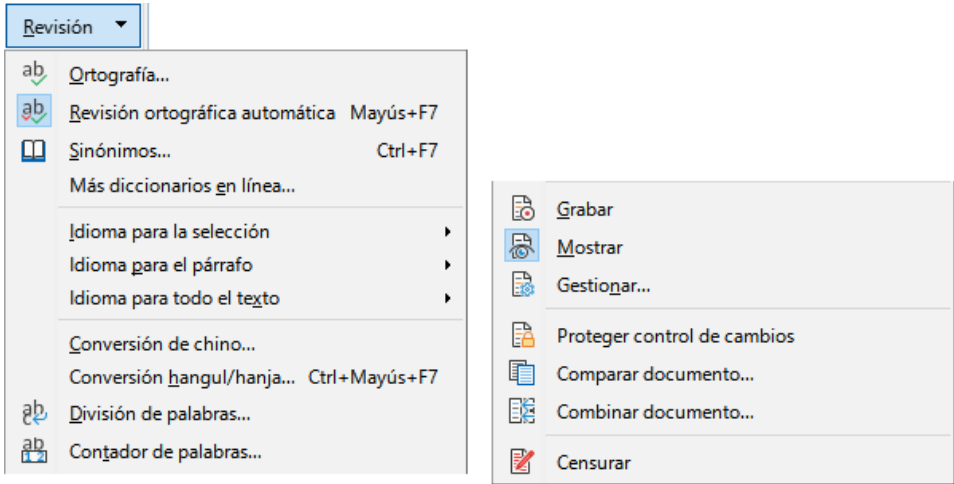 Revisión
Ortografía...
Revisión ortográfica automática Mayús+F7
Sinónimos... Ctrl+F7
Más diccionarios en línea...
Idioma para la selección
Idioma para el párrafo
Idioma para todo el texto
Conversión de chino...
Conversión hangul/hanja... Ctrl+Mayús+F7
División de palabras...
Contador de palabras...
Grabar
Mostrar
Gestionar...
Proteger control de cambios
Comparar documento...
Combinar documento...
Censurar